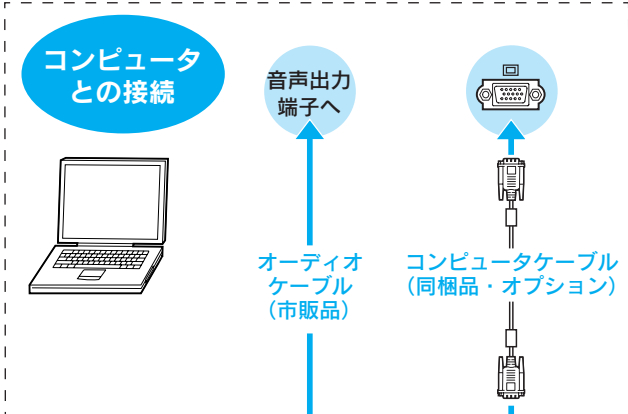 コンピュータ
との接続
音声出力
端子へ
オーディオ
ケーブル
（市販品）
コンピュータケーブル
（同梱品・オプション）